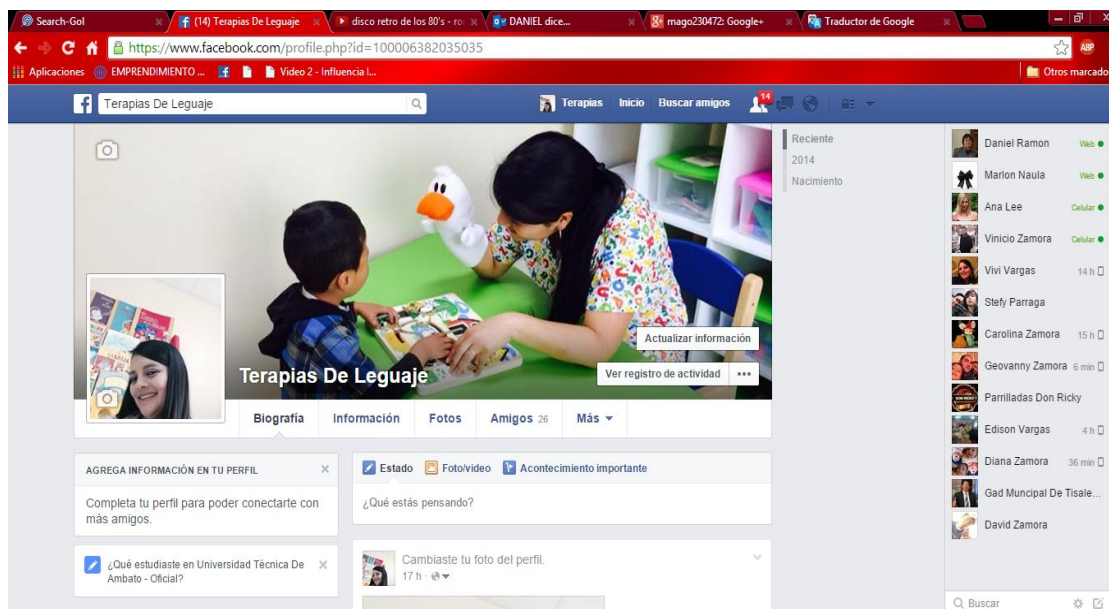 Search-Gol
(14) Terapias De Leguaje
disco retro de los 80's - ro
DANIEL dice...
mago230472: Google+
Traductor de Google
https://www.facebook.com/profile.php?id=100006382035035
ABP
Aplicaciones
EMPRENDIMIENTO ...
Video 2 - Influencia l...
Otros marcado
Terapias De Leguaje
Terapias
Inicio
Buscar amigos
14
Reciente
2014
Nacimiento
Actualizar información
Ver registro de actividad
Terapias De Leguaje
Biografía
Información
Fotos
Amigos 26
Más
AGREGA INFORMACIÓN EN TU PERFIL
Completa tu perfil para poder conectarte con
más amigos.
¿Qué estudiaste en Universidad Técnica De
Ambato - Oficial?
Estado
Foto/video
Acontecimiento importante
¿Qué estás pensando?
Cambiaste tu foto del perfil.
17 h
Daniel Ramon Web
Marlon Naula Web
Ana Lee Celular
Vinicio Zamora Celular
Vivi Vargas 14 h
Stefy Parraga
Carolina Zamora 15 h
Geovanny Zamora 6 min
Parrilladas Don Ricky
Edison Vargas 4 h
Diana Zamora 36 min
Gad Muncipal De Tisale...
David Zamora
Buscar